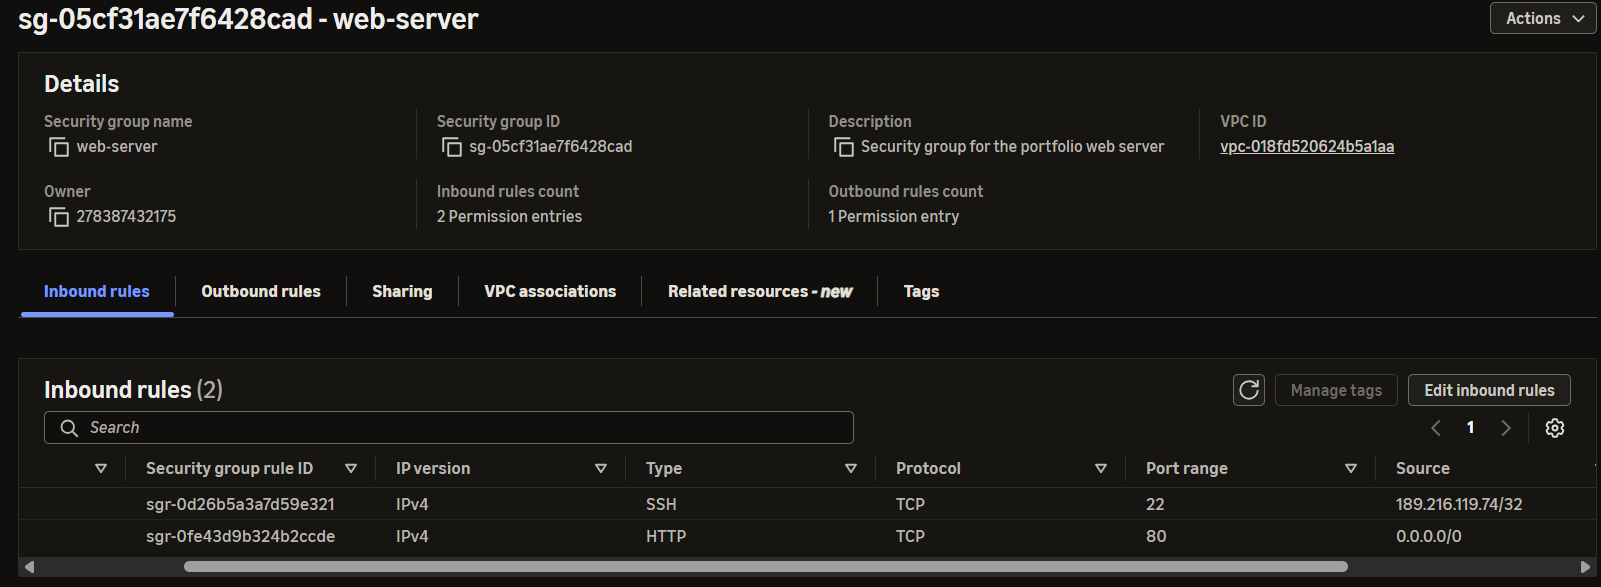 sg-05cf31ae7f6428cad - web-server
Actions
Details
Security group name
web-server
Security group ID
sg-05cf31ae7f6428cad
Description
Security group for the portfolio web server
VPC ID
vpc-018fd520624b5a1aa
Owner
278387432175
Inbound rules count
2 Permission entries
Outbound rules count
1 Permission entry
Inbound rules
Outbound rules
Sharing
VPC associations
Related resources - new
Tags
Inbound rules (2)
Manage tags
Edit inbound rules
Search
1
Security group rule ID IP version Type Protocol Port range Source
sgr-0d26b5a3a7d59e321 IPv4 SSH TCP 22 189.216.119.74/32
sgr-0fe43d9b324b2ccde IPv4 HTTP TCP 80 0.0.0.0/0